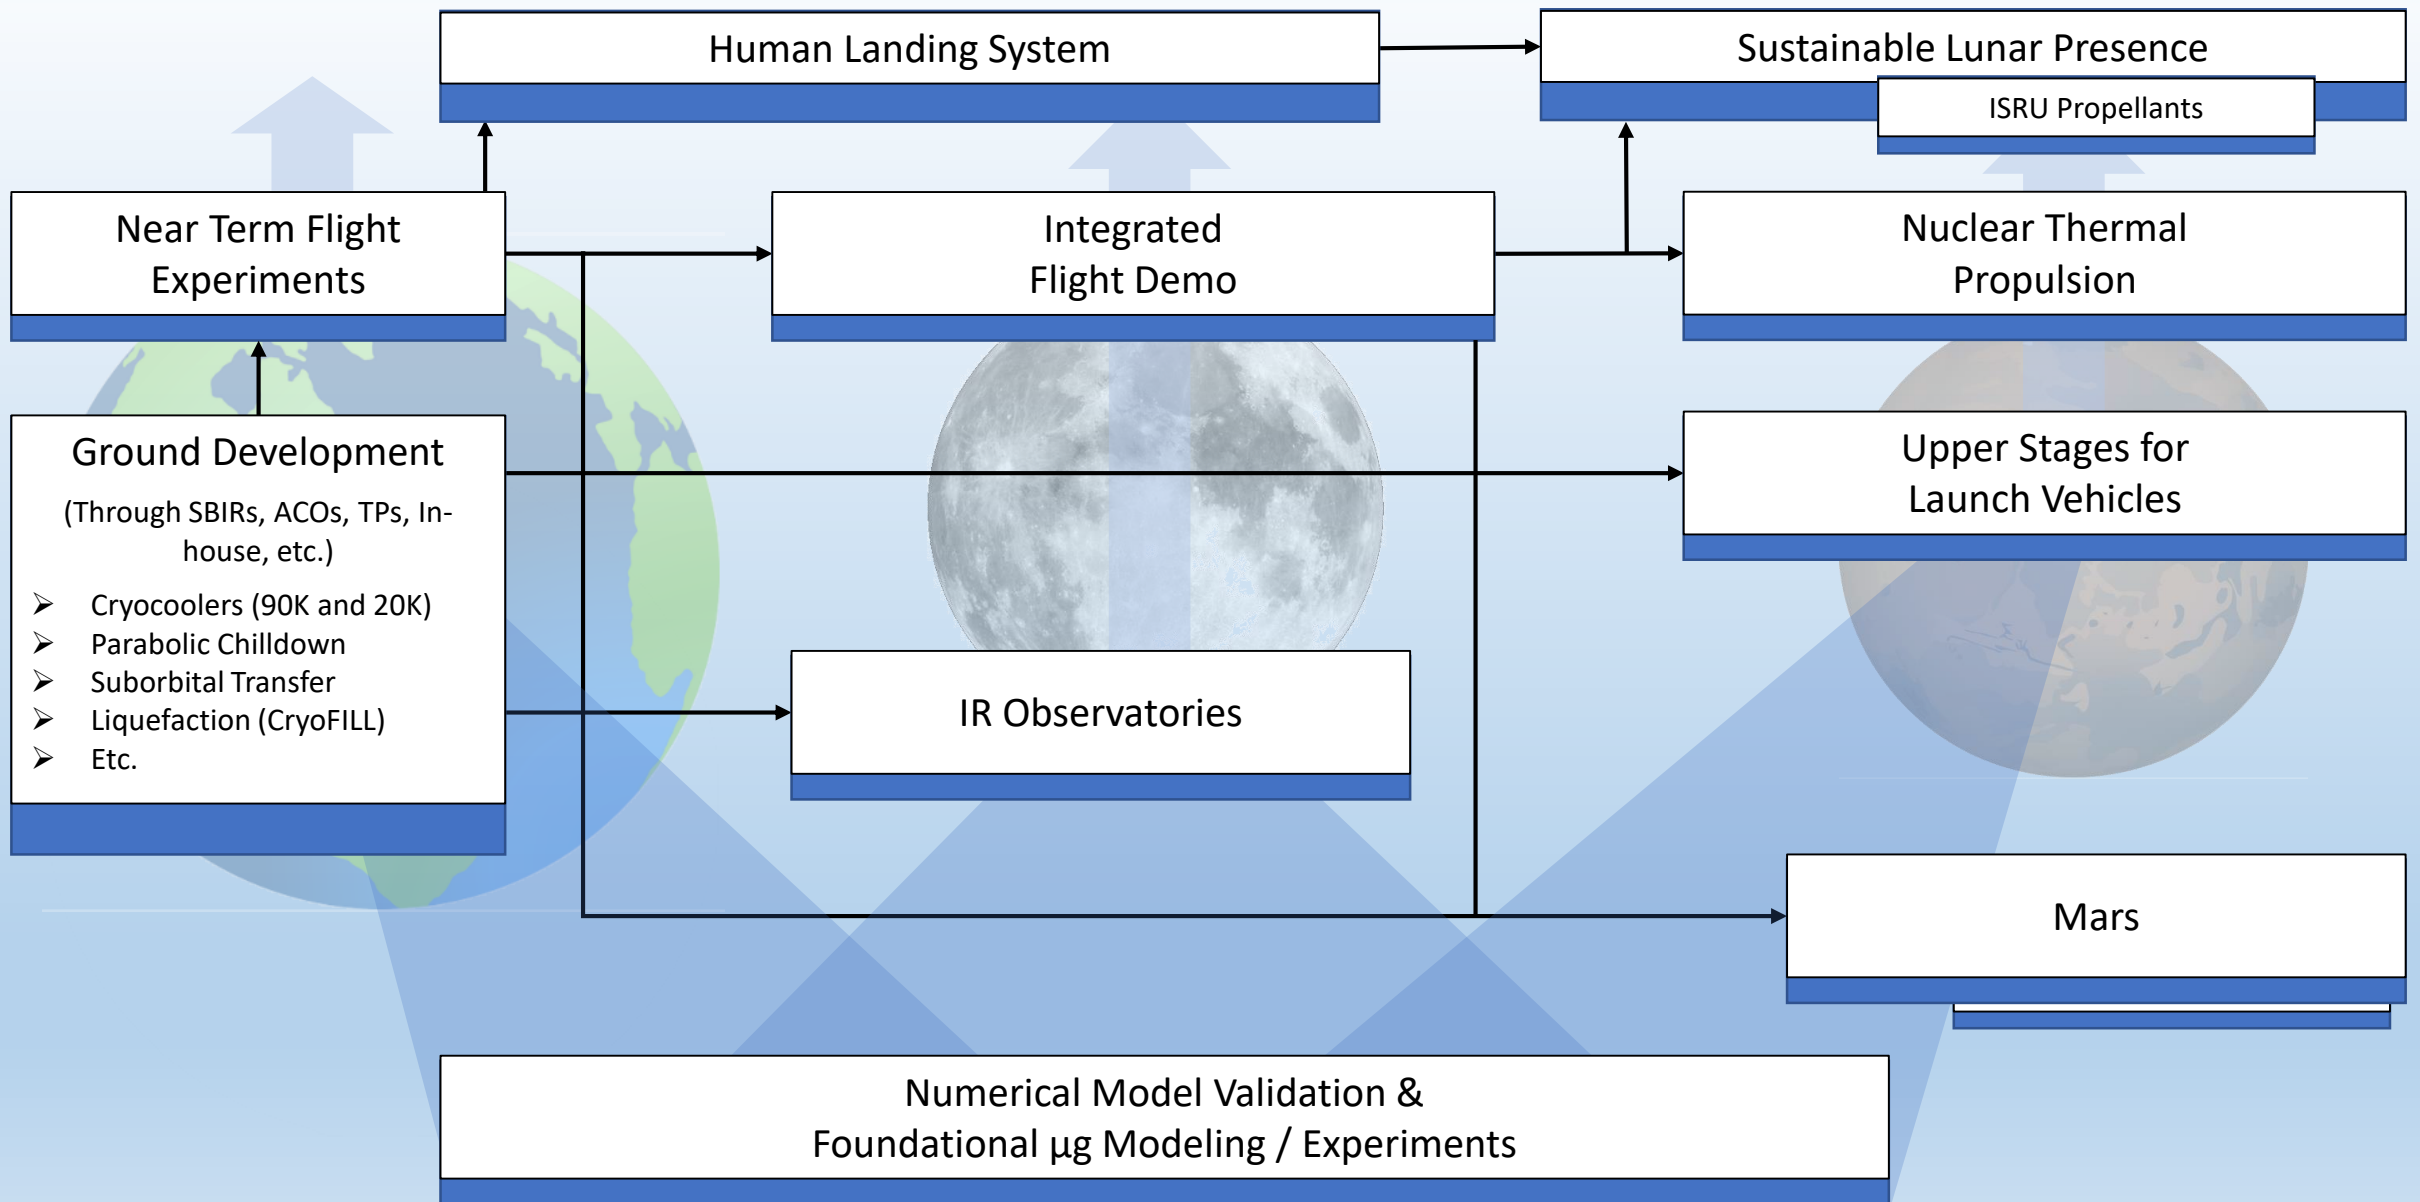 Human Landing System
Sustainable Lunar Presence
ISRU Propellants
Near Term Flight
Experiments
Integrated
Flight Demo
Nuclear Thermal
Propulsion
Ground Development
(Through SBIRs, ACOs, TPs, In-
house, etc.)
➢ Cryocoolers (90K and 20K)
➢ Parabolic Chilldown
➢ Suborbital Transfer
➢ Liquefaction (CryoFILL)
➢ Etc.
Upper Stages for
Launch Vehicles
IR Observatories
Mars
Numerical Model Validation &
Foundational µg Modeling / Experiments